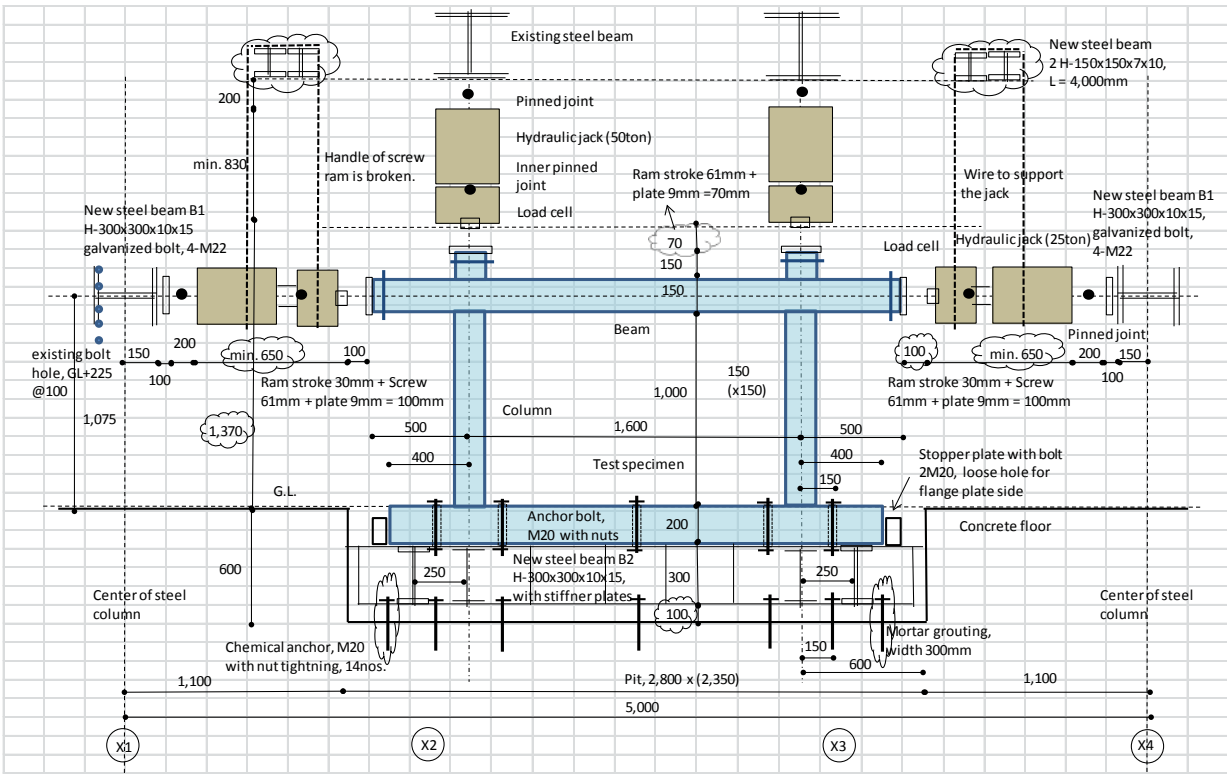 Existing steel beam
New steel beam
2 H-150x150x7x10,
L = 4,000mm
200
Pinned joint
Hydraulic jack (50ton)
min. 830
Handle of screw
ram is broken.
Inner pinned
joint
Ram stroke 61mm +
plate 9mm =70mm
Wire to support
the jack
Load cell
New steel beam B1
H-300x300x10x15
galvanized bolt, 4-M22
New steel beam B1
H-300x300x10x15,
galvanized bolt,
4-M22
70
Load cell
Hydraulic jack (25ton)
150
150
Beam
Pinned joint
existing bolt
hole, GL+225
@100
150
200
min. 650
100
100
100
min. 650
200
150
100
Ram stroke 30mm + Screw
61mm + plate 9mm = 100mm
1,000
150
(x150)
Ram stroke 30mm + Screw
61mm + plate 9mm = 100mm
1,075
1,370
Column
500
1,600
500
400
Test specimen
400
150
Stopper plate with bolt
2M20, loose hole for
flange plate side
G.L.
Anchor bolt,
M20 with nuts
200
Concrete floor
600
250
New steel beam B2
H-300x300x10x15,
with stiffner plates
300
250
Center of steel
column
100
Center of steel
column
Chemical anchor, M20
with nut tightning, 14nos.
Mortar grouting,
width 300mm
150
600
1,100
Pit, 2,800 x (2,350)
1,100
5,000
X1
X2
X3
X4